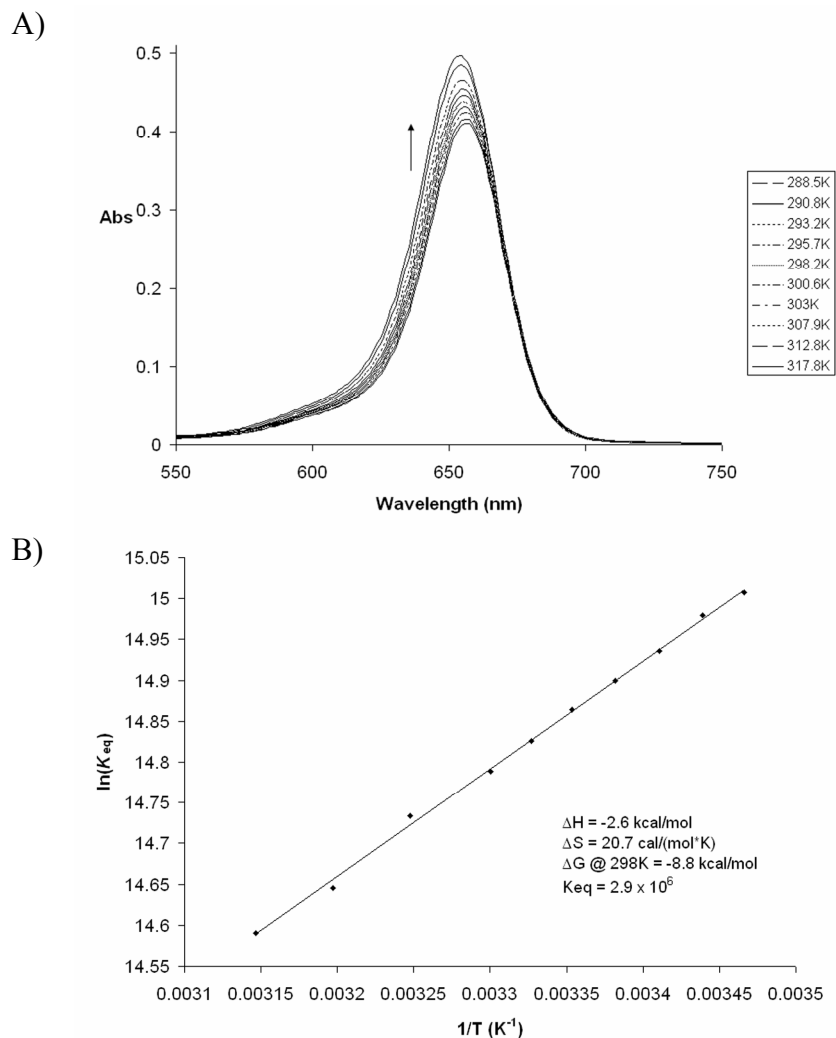 A)
0.5
0.4
0.3
Abs
0.2
0.1
0
550
600
650
700
750
Wavelength (nm)
288.5K
290.8K
293.2K
295.7K
298.2K
300.6K
303K
307.9K
312.8K
317.8K
B)
15.05
15
14.95
14.9
14.85
14.8
14.75
14.7
14.65
14.6
14.55
ln(Keq)
ΔH = -2.6 kcal/mol
ΔS = 20.7 cal/(mol*K)
ΔG @ 298K = -8.8 kcal/mol
Keq = 2.9 x 10⁶
0.0031 0.00315 0.0032 0.00325 0.0033 0.00335 0.0034 0.00345 0.0035
1/T (K⁻¹)